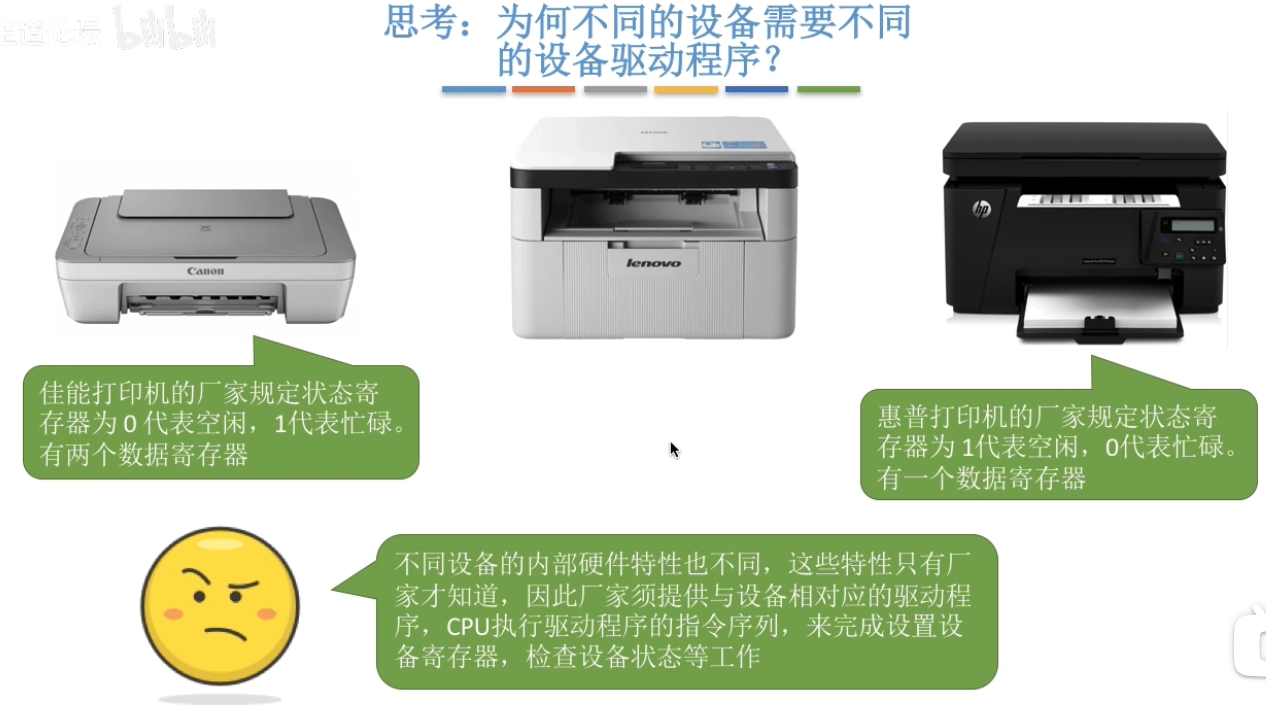 bilibili
思考：为何不同的设备需要不同
的设备驱动程序？
Canon
lenovo
hp
佳能打印机的厂家规定状态寄
存器为 0 代表空闲，1代表忙碌。
有两个数据寄存器
惠普打印机的厂家规定状态寄
存器为 1代表空闲，0代表忙碌。
有一个数据寄存器
不同设备的内部硬件特性也不同，这些特性只有厂
家才知道，因此厂家须提供与设备相对应的驱动程
序，CPU执行驱动程序的指令序列，来完成设置设
备寄存器，检查设备状态等工作